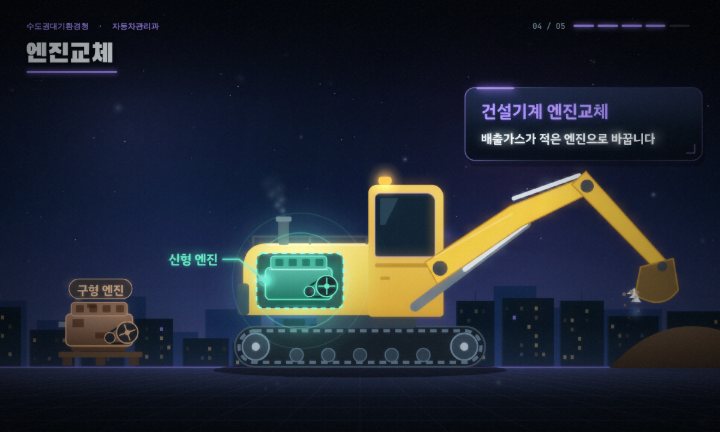 수도권대기환경청 · 자동차관리과
04 / 05
엔진교체
건설기계 엔진교체
배출가스가 적은 엔진으로 바꿉니다
신형 엔진
구형 엔진